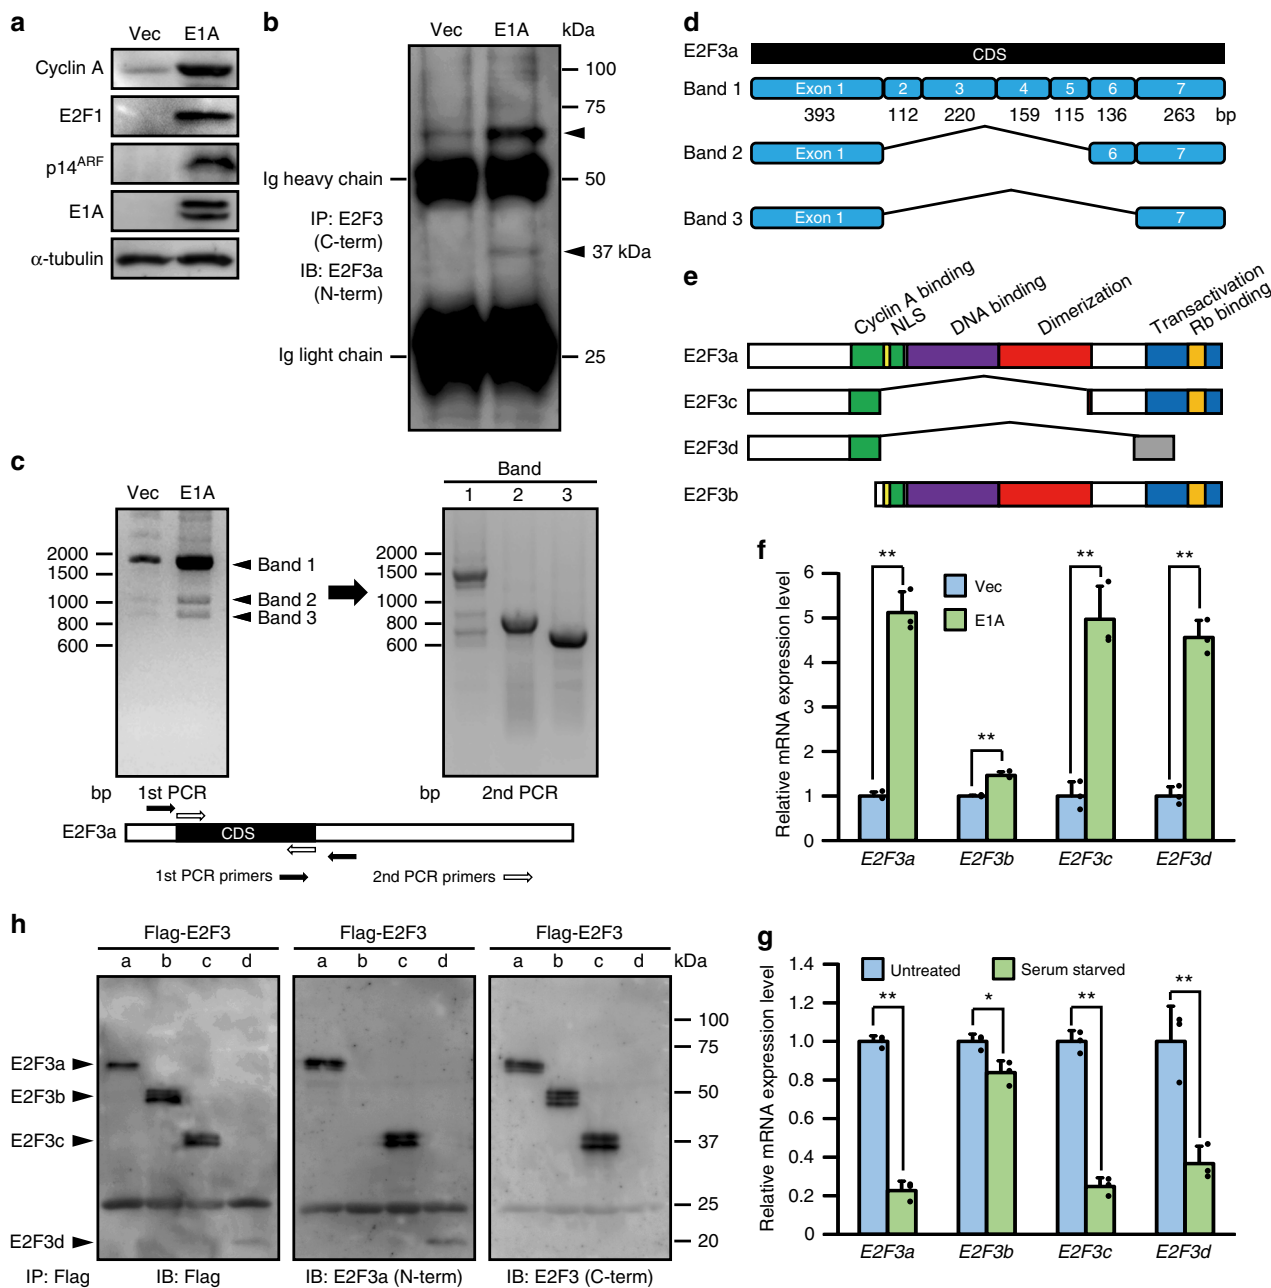 a
Vec E1A
Cyclin A
E2F1
p14ARF
E1A
α-tubulin
b
Vec E1A kDa
100
75
Ig heavy chain 50
IP: E2F3
(C-term)
37 kDa
IB: E2F3a
(N-term)
Ig light chain 25
c
Vec E1A
2000
1500
1000
800
600
Band 1
Band 2
Band 3
bp 1st PCR
Band
1 2 3
2000
1500
1000
800
600
bp 2nd PCR
E2F3a CDS
1st PCR primers 2nd PCR primers
d
E2F3a CDS
Band 1 Exon 1 2 3 4 5 6 7
393 112 220 159 115 136 263 bp
Band 2 Exon 1 6 7
Band 3 Exon 1 7
e
Cyclin A binding
NLS
DNA binding
Dimerization
Transactivation
Rb binding
E2F3a
E2F3c
E2F3d
E2F3b
f
Relative mRNA expression level
6
5
4
3
2
1
0
Vec
E1A
** ** ** **
E2F3a E2F3b E2F3c E2F3d
g
Relative mRNA expression level
1.4
1.2
1.0
0.8
0.6
0.4
0.2
0
Untreated Serum starved
** * ** **
E2F3a E2F3b E2F3c E2F3d
h
Flag-E2F3 Flag-E2F3 Flag-E2F3
a b c d a b c d a b c d kDa
100
75
E2F3a
E2F3b 50
E2F3c 37
25
E2F3d 20
IP: Flag IB: Flag IB: E2F3a (N-term) IB: E2F3 (C-term)